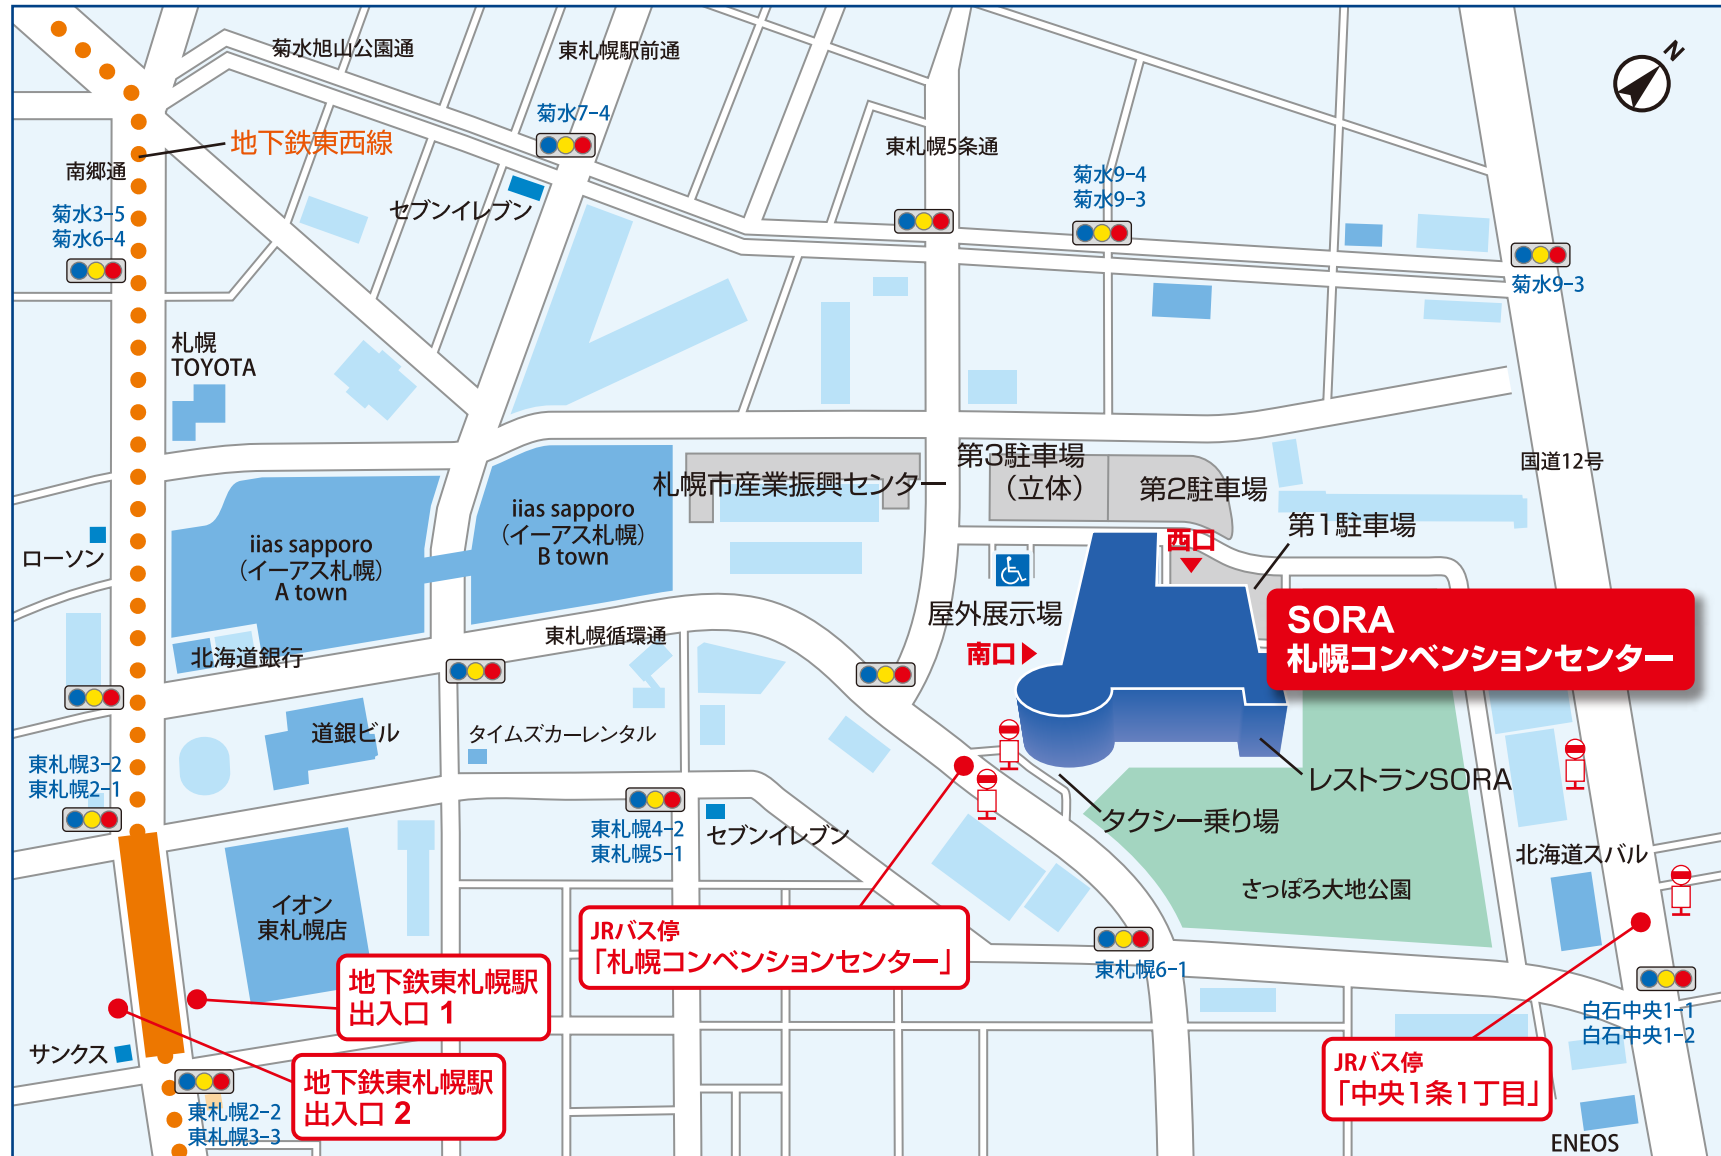 菊水旭山公園通
東札幌駅前通
N
菊水7-4
地下鉄東西線
東札幌5条通
南郷通
菊水9-4
菊水9-3
セブンイレブン
菊水3-5
菊水6-4
菊水9-3
札幌
TOYOTA
国道12号
第3駐車場
（立体）
第2駐車場
札幌市産業振興センター
iias sapporo
（イーアス札幌）
B town
iias sapporo
（イーアス札幌）
A town
ローソン
西口
第1駐車場
屋外展示場
南口
SORA
札幌コンベンションセンター
東札幌循環通
北海道銀行
道銀ビル
タイムズカーレンタル
東札幌3-2
東札幌2-1
レストランSORA
タクシー乗り場
東札幌4-2
東札幌5-1
セブンイレブン
北海道スバル
さっぽろ大地公園
イオン
東札幌店
JRバス停
「札幌コンベンションセンター」
東札幌6-1
地下鉄東札幌駅
出入口 1
白石中央1-1
白石中央1-2
サンクス
地下鉄東札幌駅
出入口 2
JRバス停
「中央1条1丁目」
東札幌2-2
東札幌3-3
ENEOS